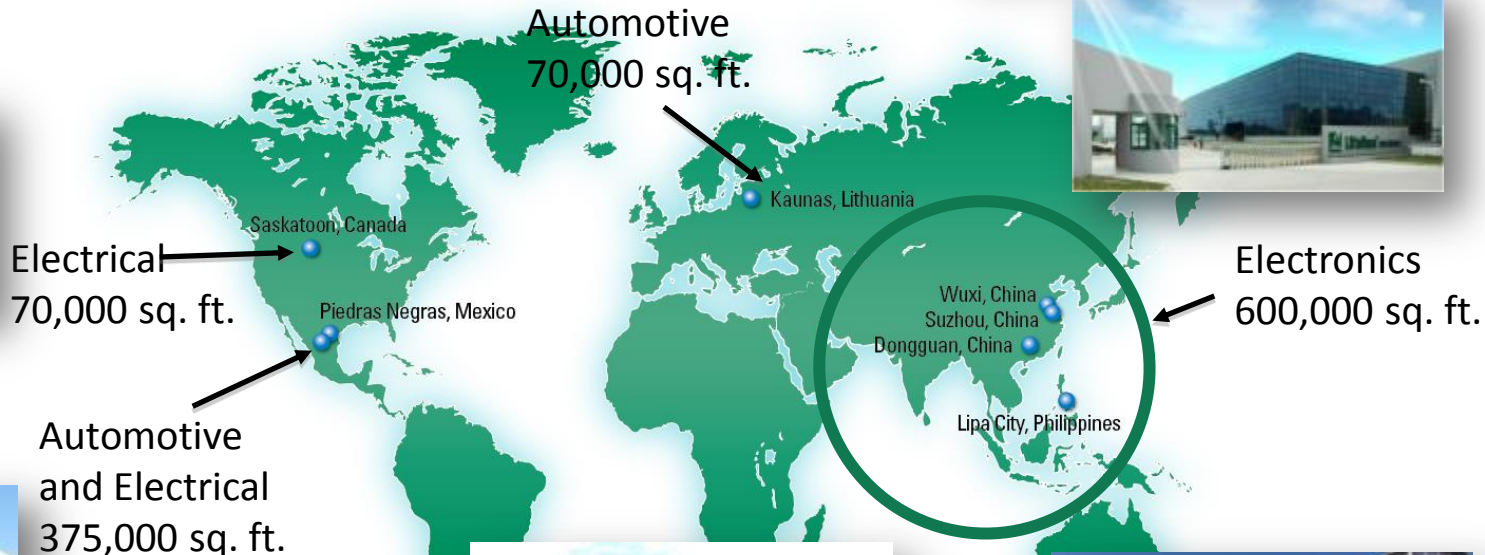 Automotive
70,000 sq. ft.
Kaunas, Lithuania
Saskatoon, Canada
Electrical
70,000 sq. ft.
Piedras Negras, Mexico
Automotive
and Electrical
375,000 sq. ft.
Wuxi, China
Suzhou, China
Dongguan, China
Lipa City, Philippines
Electronics
600,000 sq. ft.